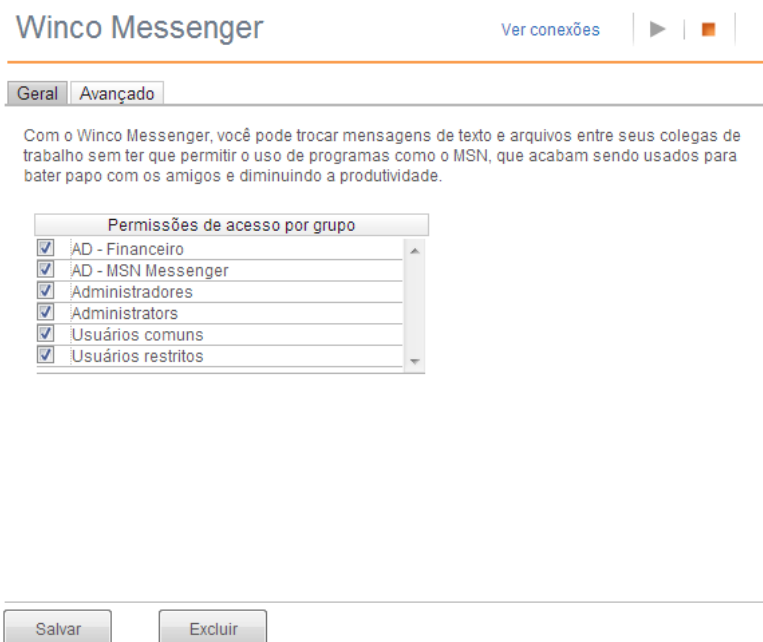 Winco Messenger
Ver conexões
Geral Avançado
Com o Winco Messenger, você pode trocar mensagens de texto e arquivos entre seus colegas de
trabalho sem ter que permitir o uso de programas como o MSN, que acabam sendo usados para
bater papo com os amigos e diminuindo a produtividade.
Permissões de acesso por grupo
AD - Financeiro
AD - MSN Messenger
Administradores
Administrators
Usuários comuns
Usuários restritos
Salvar Excluir